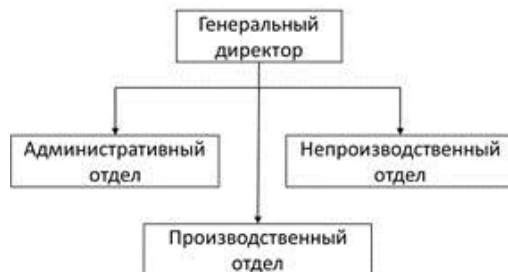 Генеральный
директор
Административный
отдел
Непроизводственный
отдел
Производственный
отдел